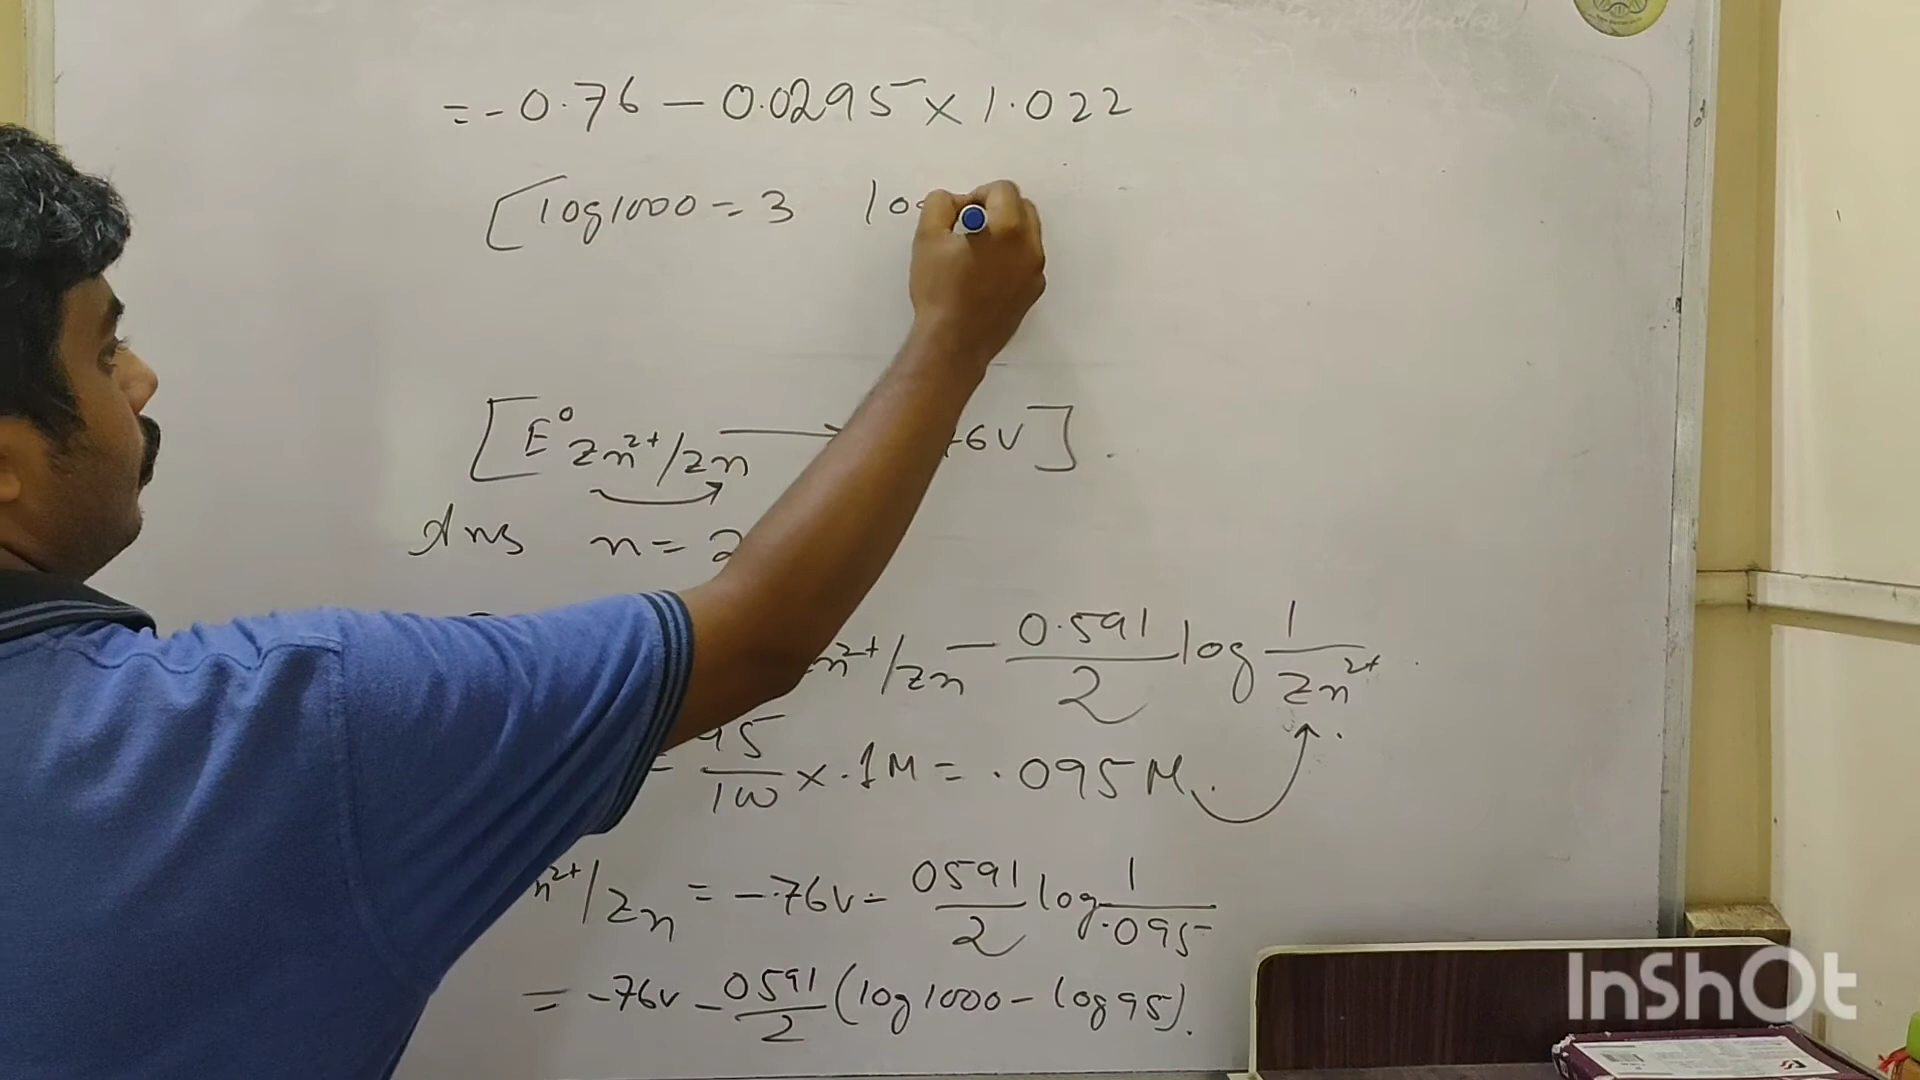 = - 0.76 - 0.0295 × 1.022
[log1000 = 3 lo
[E⁰ Zn²⁺/Zn → 76V].
Ans n = 2
n²⁺/Zn - 0.591/2 log 1/Zn²⁺
= 95/100 × .1M = .095M.
n²⁺/Zn = -.76V - 0591/2 log 1/.095
= -.76V - 0591/2 (log1000 - log95).
InShOt